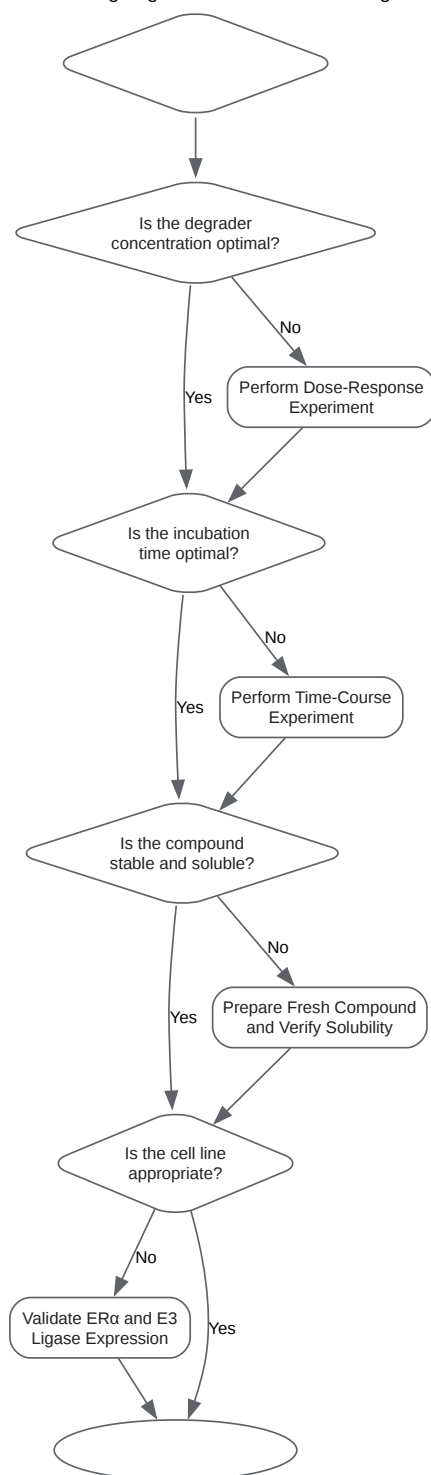 Is the degrader
concentration optimal?
No
Yes
Perform Dose-Response
Experiment
Is the incubation
time optimal?
No
Yes
Perform Time-Course
Experiment
Is the compound
stable and soluble?
No
Yes
Prepare Fresh Compound
and Verify Solubility
Is the cell line
appropriate?
No
Yes
Validate ERα and E3
Ligase Expression